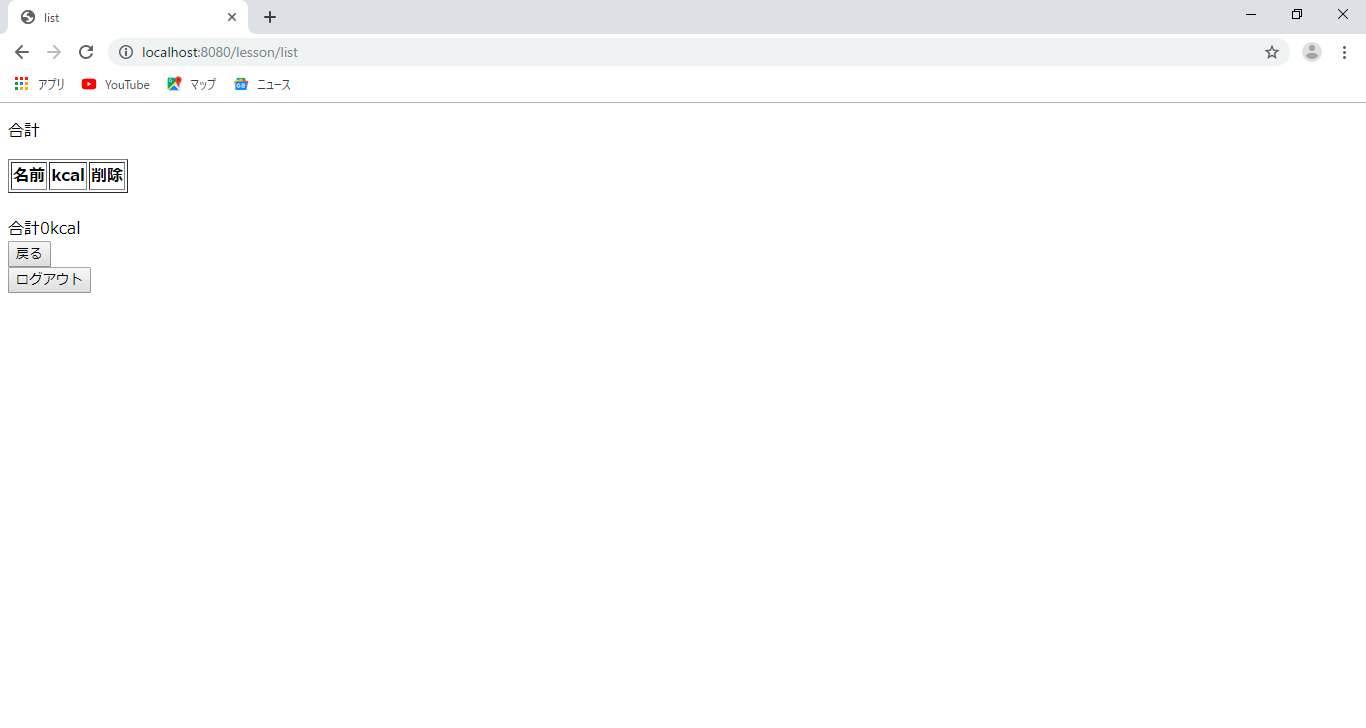 list
localhost:8080/lesson/list
アプリ YouTube マップ ニュース
合計
名前 kcal 削除
合計0kcal
戻る
ログアウト